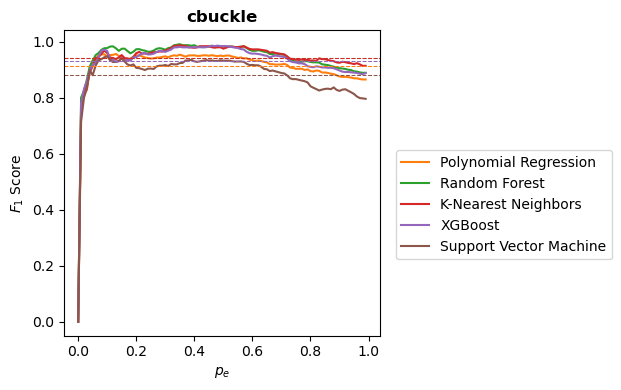 cbuckle
1.0
0.8
0.6
0.4
0.2
0.0
F1 Score
0.0 0.2 0.4 0.6 0.8 1.0
pe
Polynomial Regression
Random Forest
K-Nearest Neighbors
XGBoost
Support Vector Machine